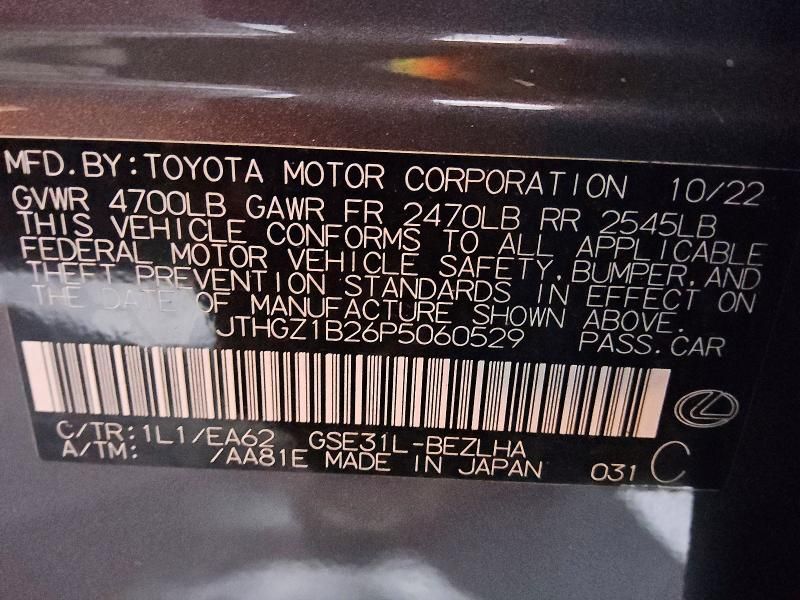 MFD.BY:TOYOTA MOTOR CORPORATION 10/22
GVWR 4700LB GAWR FR 2470LB RR 2545LB
THIS VEHICLE CONFORMS TO ALL APPLICABLE
FEDERAL MOTOR VEHICLE SAFETY,BUMPER,AND
THEFT PREVENTION STANDARDS IN EFFECT ON
THE DATE OF MANUFACTURE SHOWN ABOVE.
JTHGZ1B26P5060529 PASS.CAR
C/TR:1L1/EA62 GSE31L-BEZLHA
A/TM: /AA81E MADE IN JAPAN 031 C